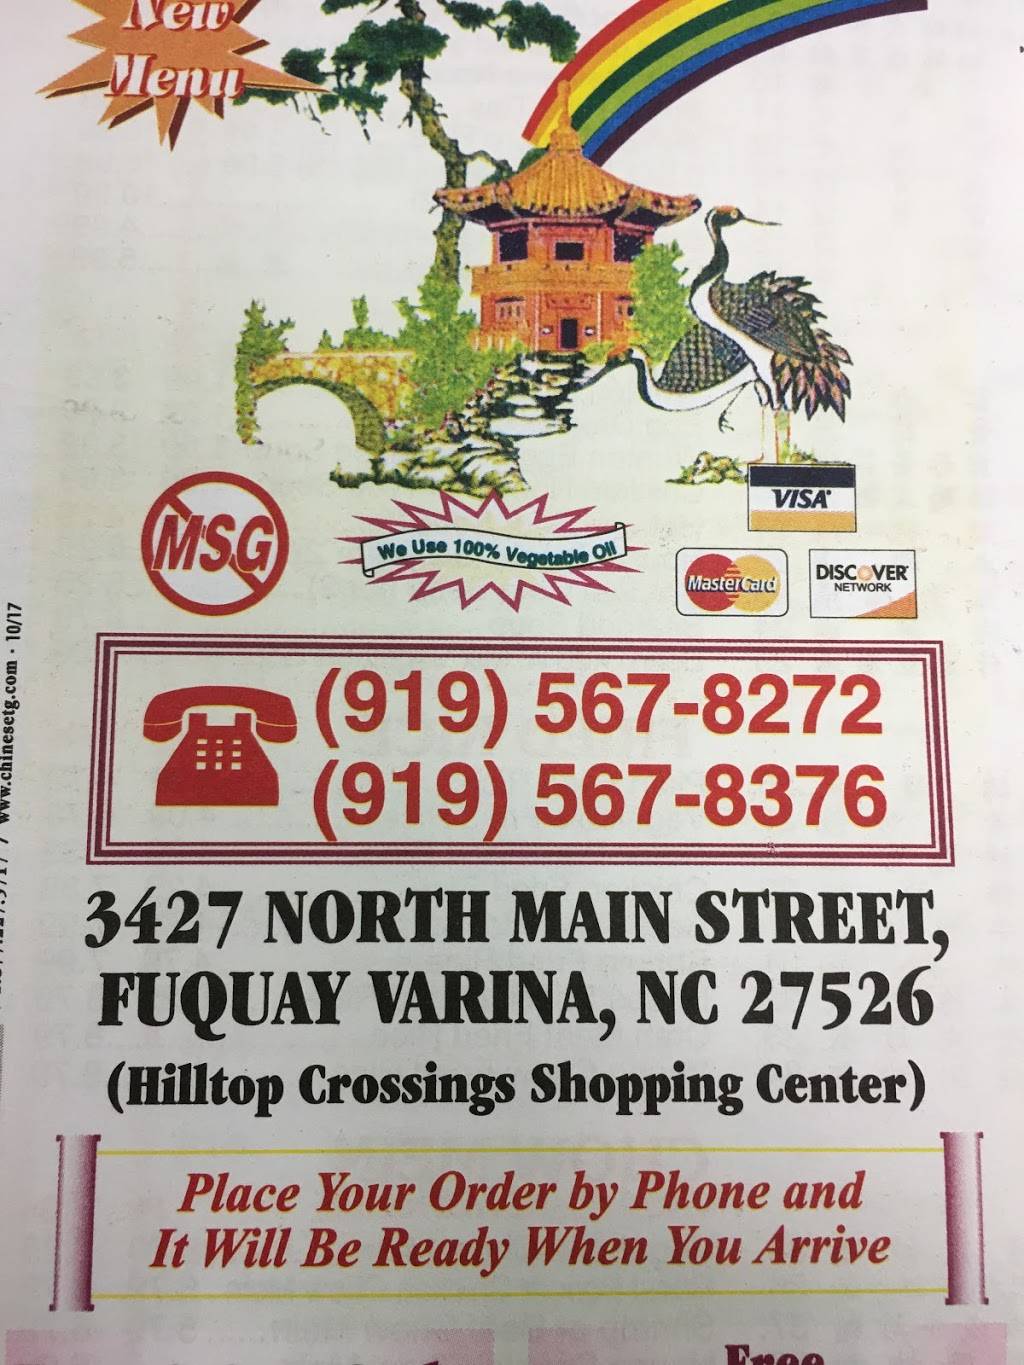 New
Menu
MSG
We Use 100% Vegetable Oil
VISA
MasterCard
DISCOVER
NETWORK
www.chinesetg.com · 10/17
(919) 567-8272
(919) 567-8376
3427 NORTH MAIN STREET,
FUQUAY VARINA, NC 27526
(Hilltop Crossings Shopping Center)
Place Your Order by Phone and
It Will Be Ready When You Arrive
Free